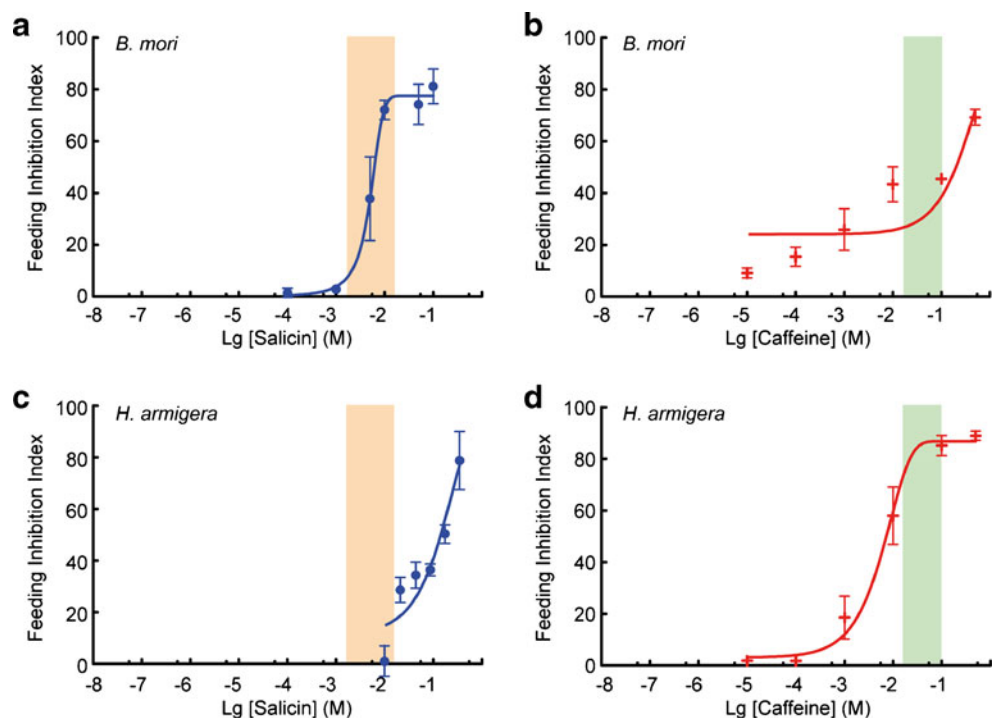 a
B. mori
Feeding Inhibition Index
100
80
60
40
20
0
-8 -7 -6 -5 -4 -3 -2 -1
Lg [Salicin] (M)
b
B. mori
Feeding Inhibition Index
100
80
60
40
20
0
-8 -7 -6 -5 -4 -3 -2 -1
Lg [Caffeine] (M)
c
H. armigera
Feeding Inhibition Index
100
80
60
40
20
0
-8 -7 -6 -5 -4 -3 -2 -1
Lg [Salicin] (M)
d
H. armigera
Feeding Inhibition Index
100
80
60
40
20
0
-8 -7 -6 -5 -4 -3 -2 -1
Lg [Caffeine] (M)